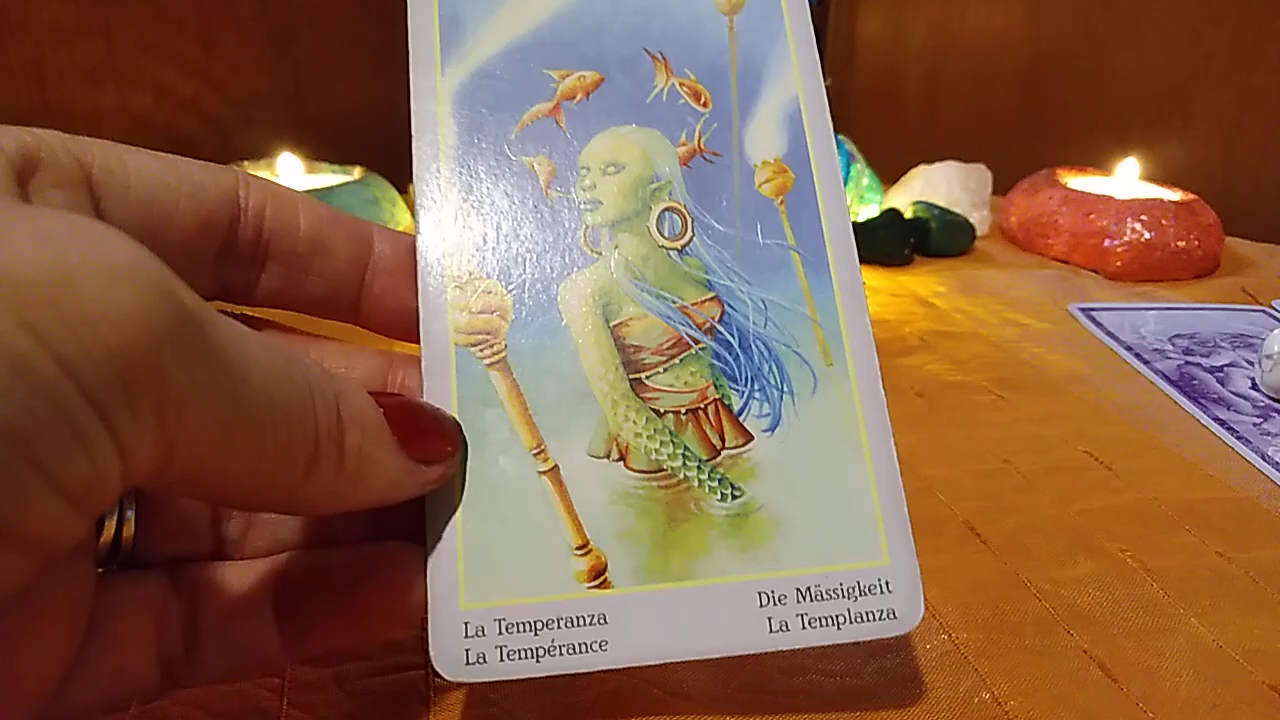 La Temperanza
La Tempérance
Die Mässigkeit
La Templanza